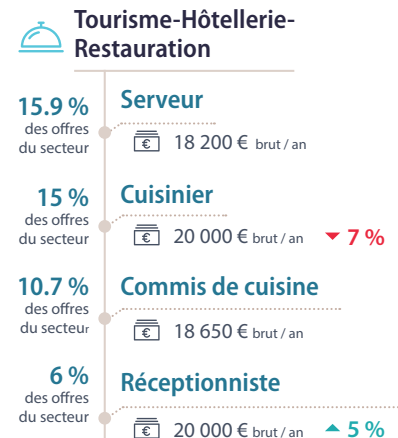 Tourisme-Hôtellerie-
Restauration
15.9 %
des offres
du secteur
Serveur
€ 18 200 € brut / an
15 %
des offres
du secteur
Cuisinier
€ 20 000 € brut / an 7 %
10.7 %
des offres
du secteur
Commis de cuisine
€ 18 650 € brut / an
6 %
des offres
du secteur
Réceptionniste
€ 20 000 € brut / an 5 %